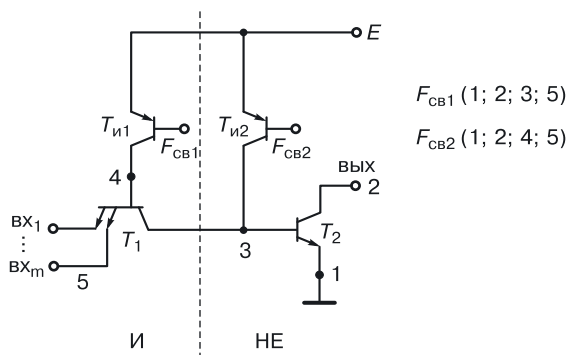 E
Tи1
Fсв1
Tи2
Fсв2
Fсв1 (1; 2; 3; 5)
Fсв2 (1; 2; 4; 5)
4
вых
2
вх1
T1
T2
3
вхm
5
1
И
НЕ